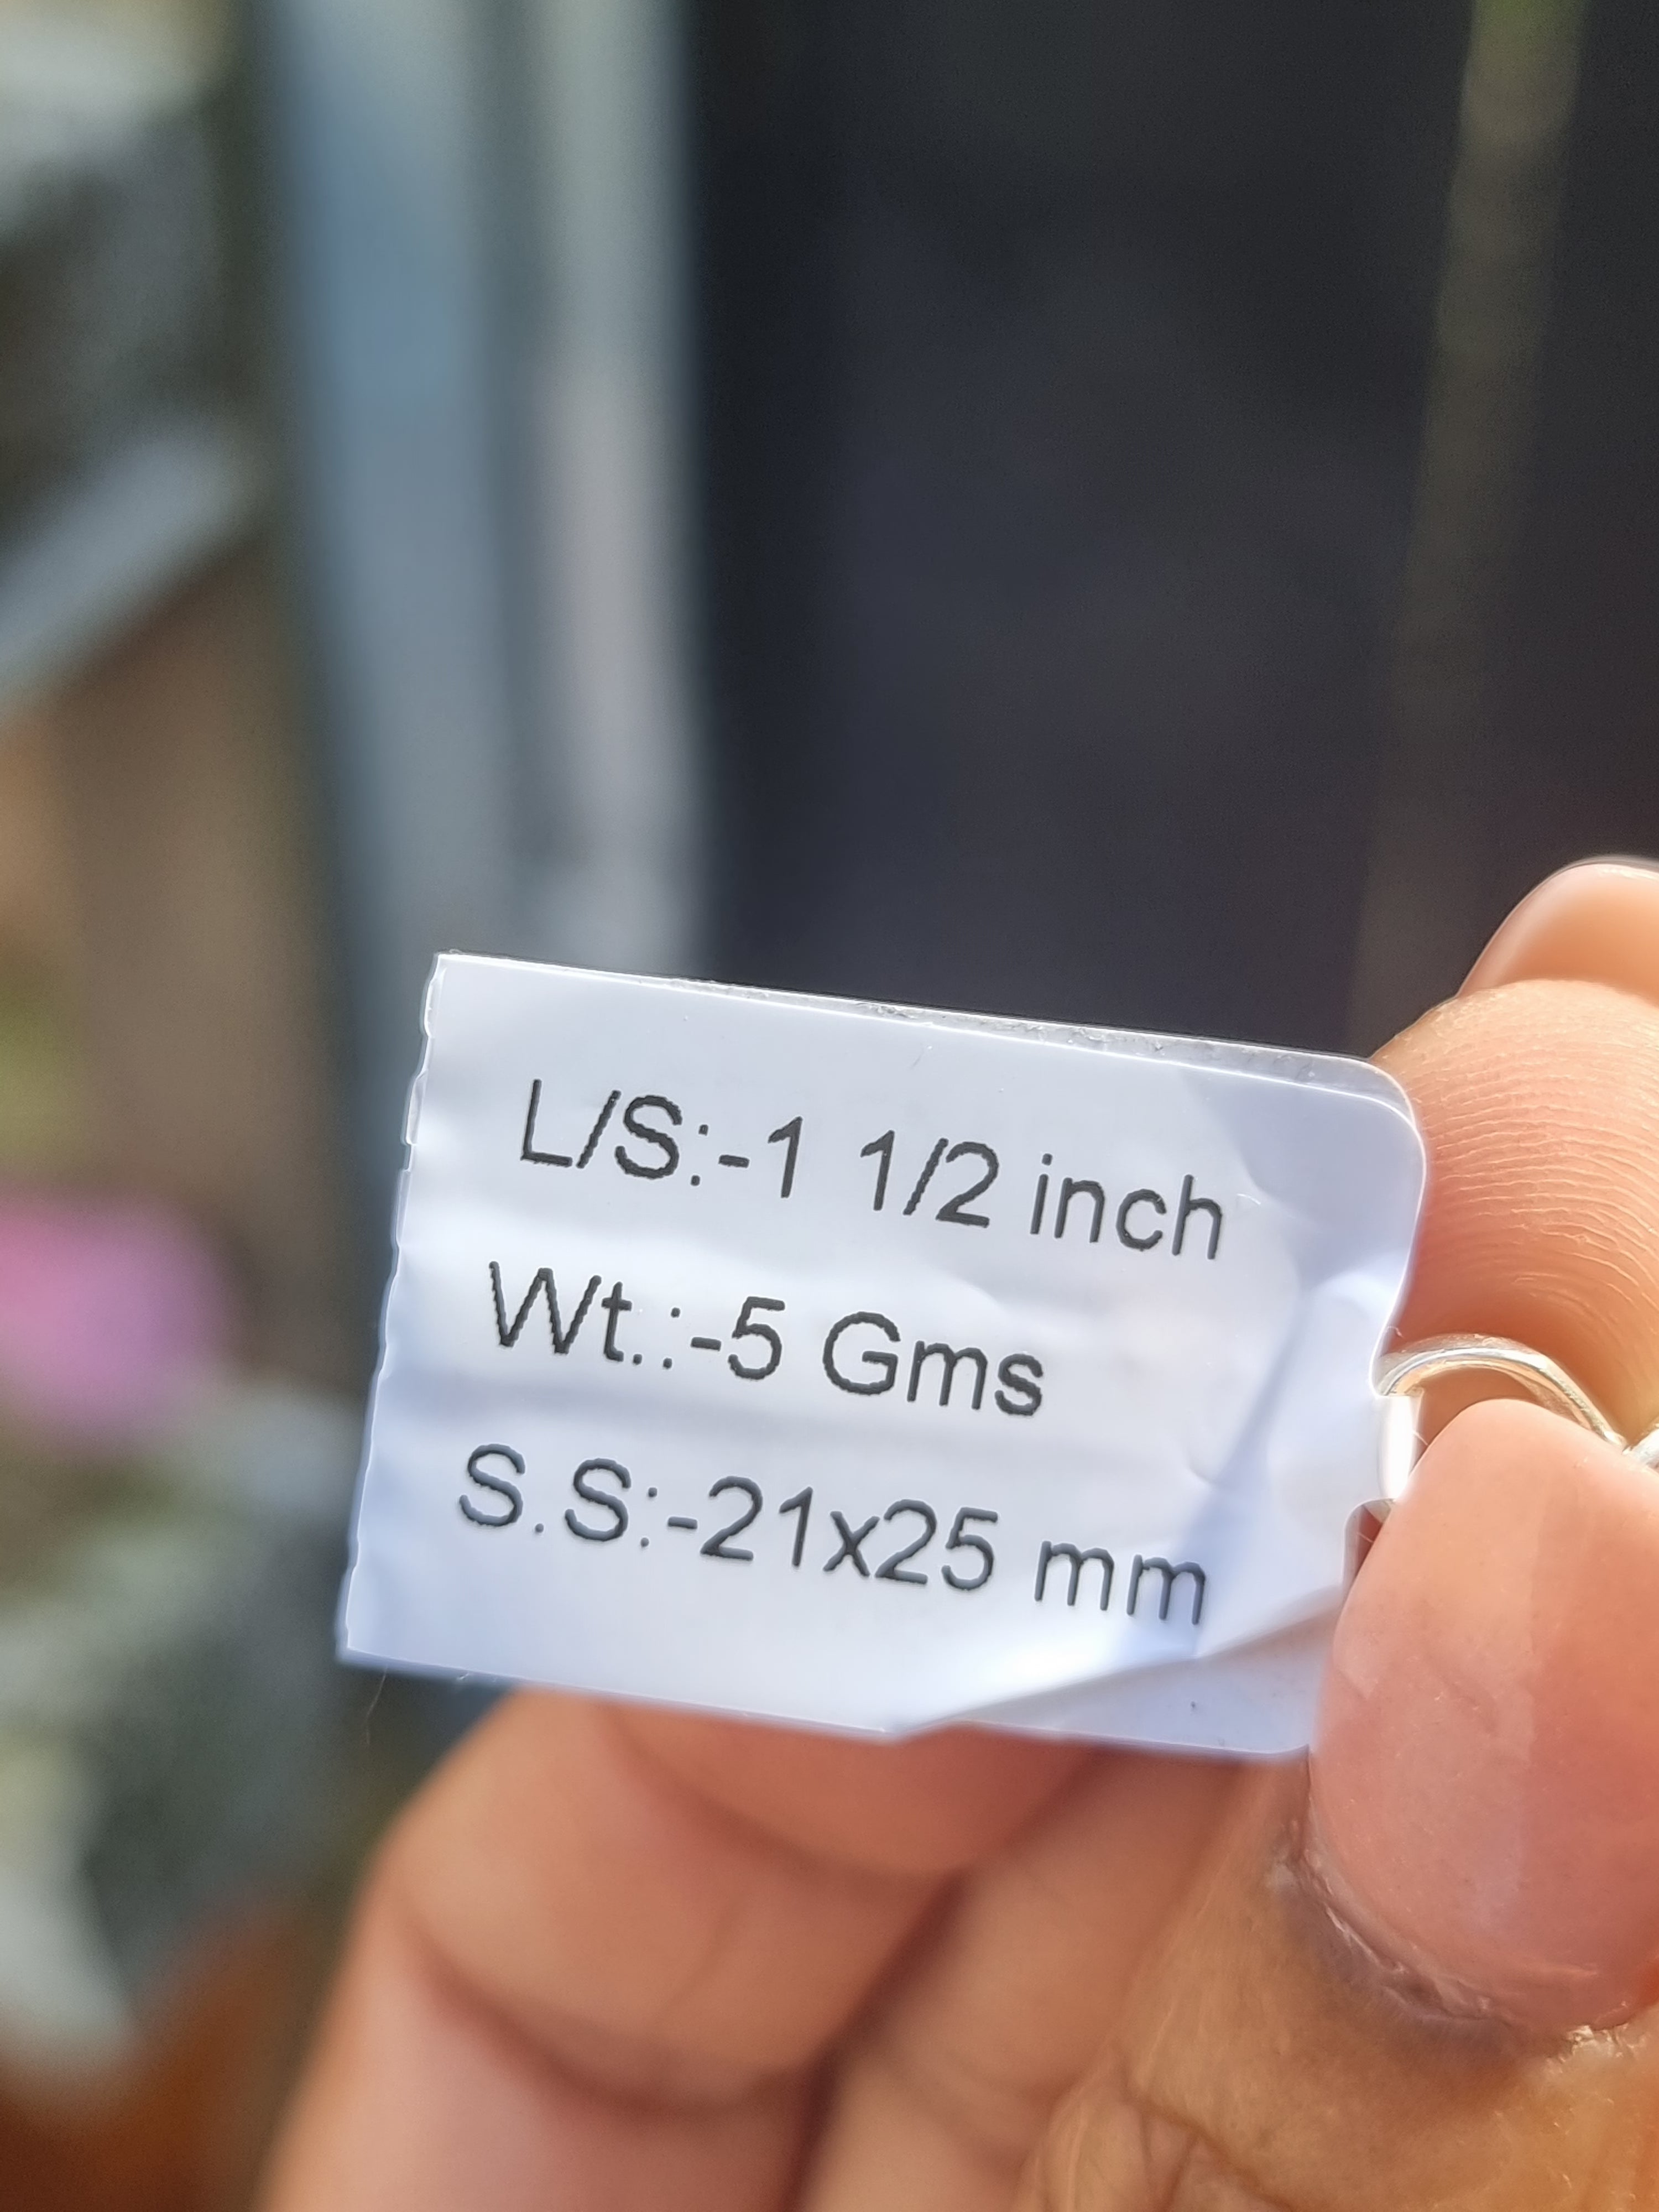 L/S:-1 1/2 inch
Wt.:-5 Gms
S.S:-21x25 mm